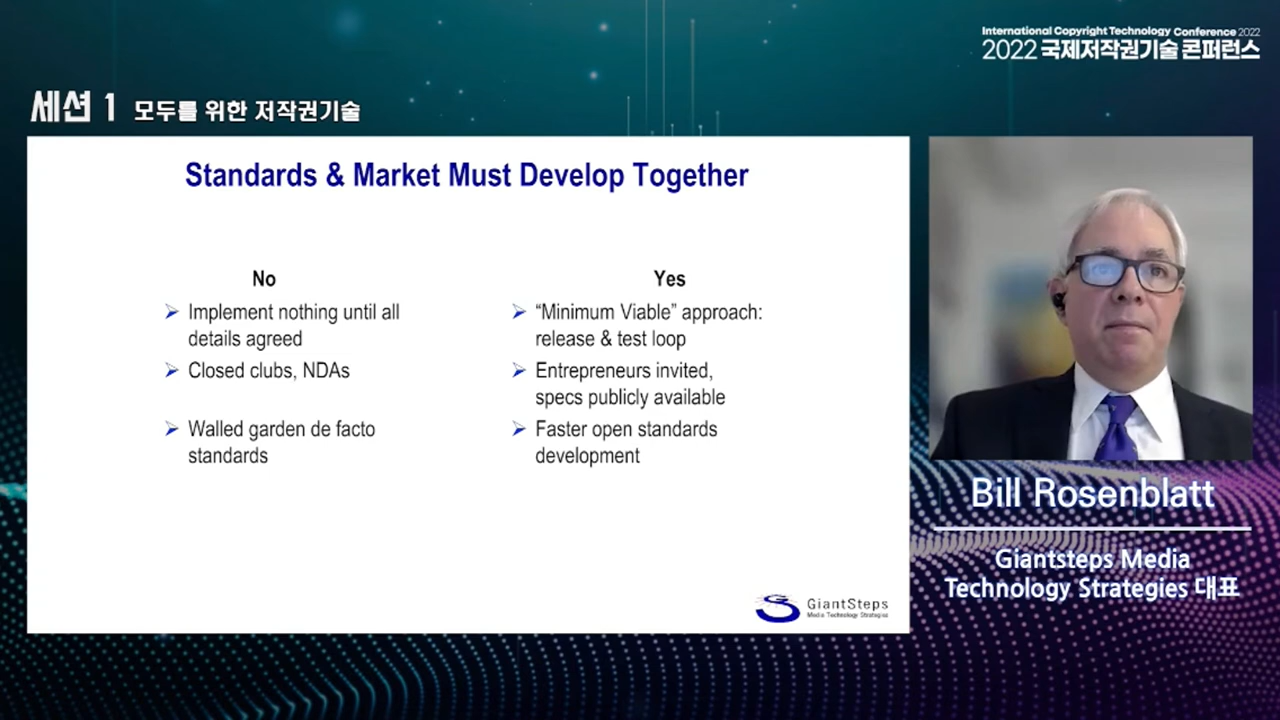 International Copyright Technology Conference 2022
2022 국제저작권기술 콘퍼런스
세션 1 모두를 위한 저작권기술
Standards & Market Must Develop Together
No
➢ Implement nothing until all
details agreed
➢ Closed clubs, NDAs
➢ Walled garden de facto
standards
Yes
➢ “Minimum Viable” approach:
release & test loop
➢ Entrepreneurs invited,
specs publicly available
➢ Faster open standards
development
GiantSteps
Media Technology Strategies
Bill Rosenblatt
Giantsteps Media
Technology Strategies 대표